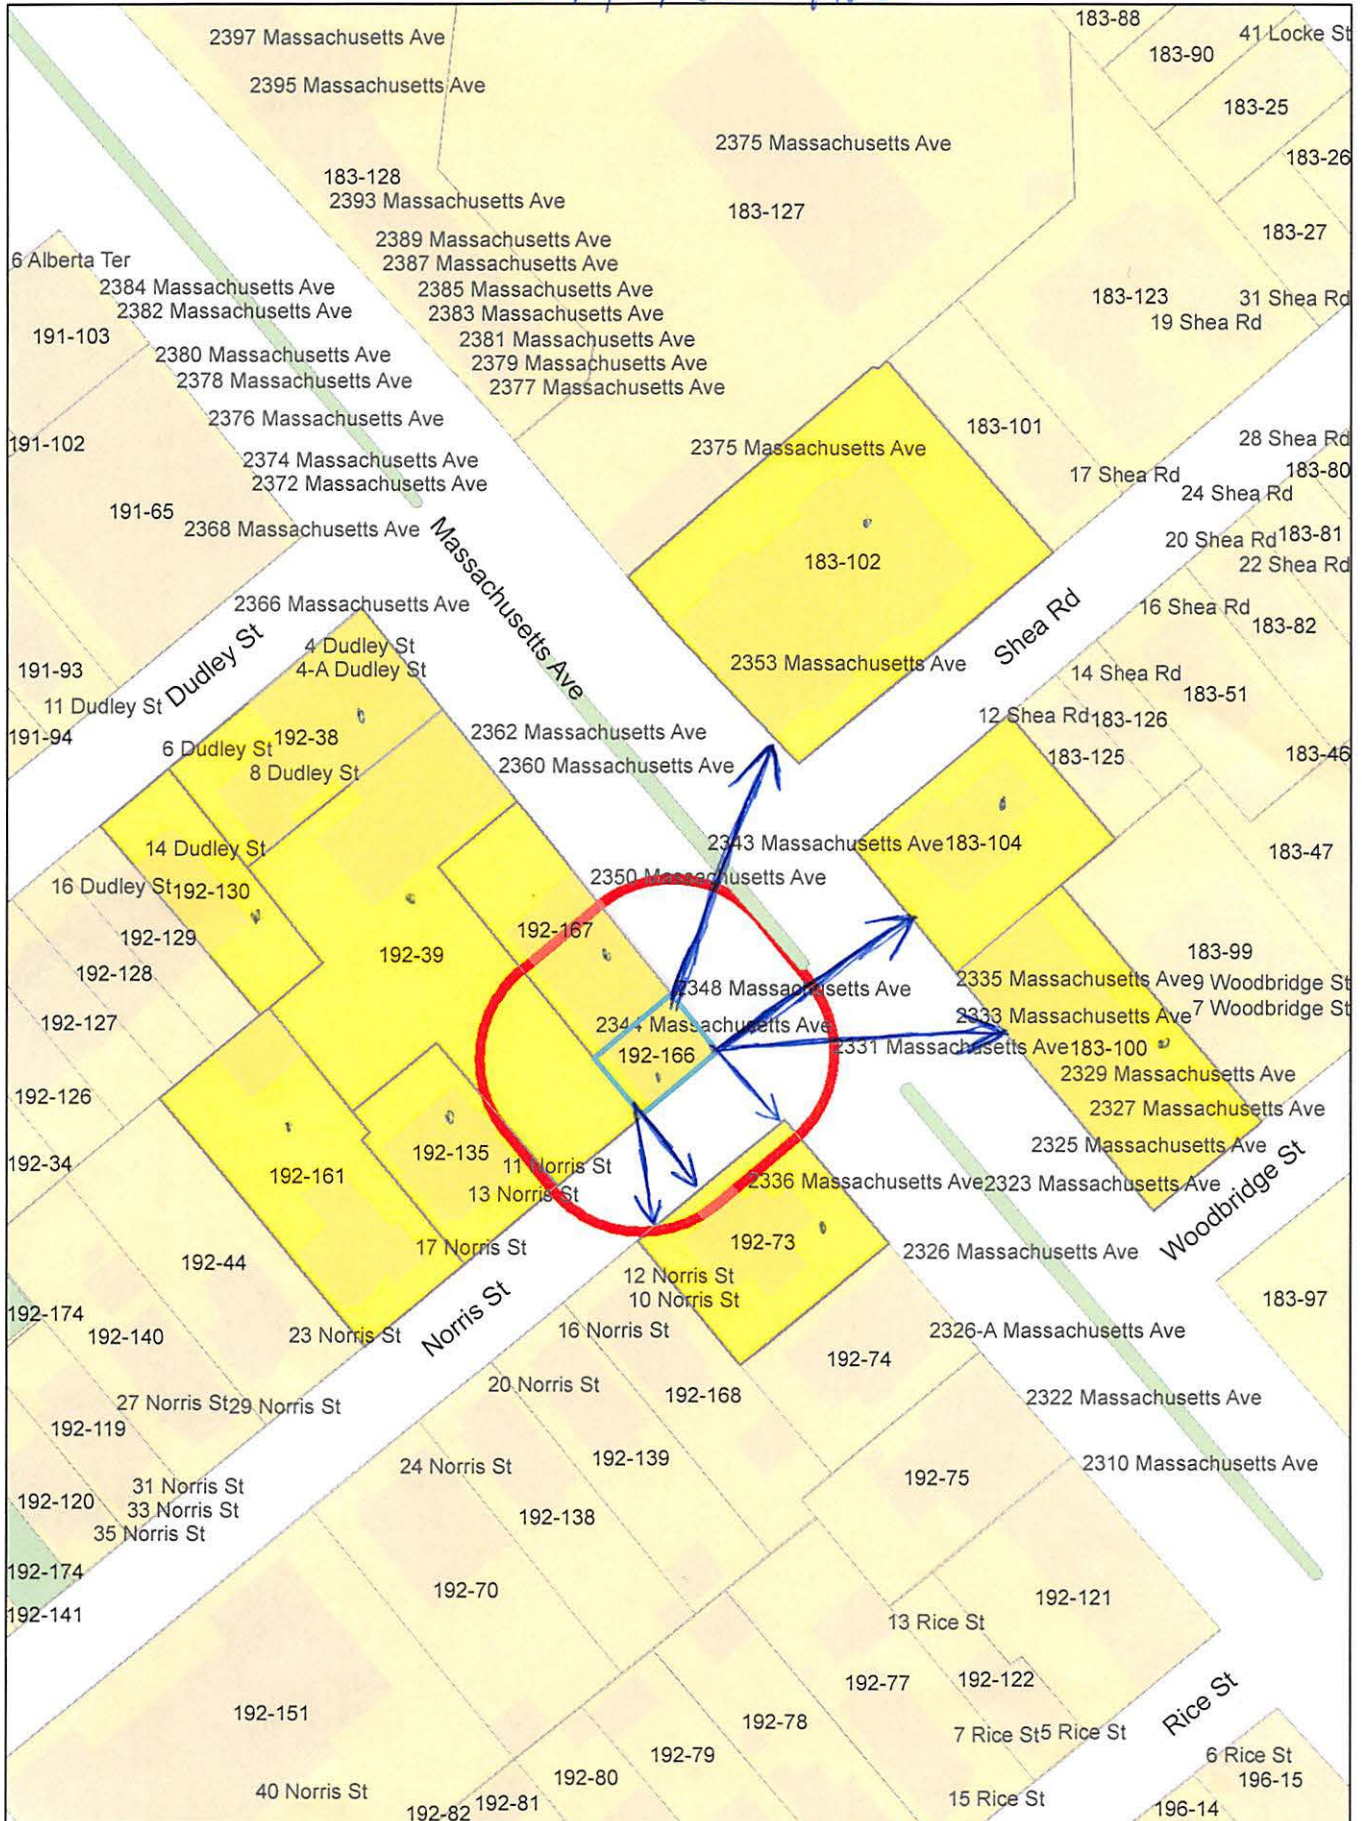 183-88
2397 Massachusetts Ave
41 Locke St
183-90
2395 Massachusetts Ave
183-25
2375 Massachusetts Ave
183-26
183-128
2393 Massachusetts Ave
183-127
183-27
2389 Massachusetts Ave
6 Alberta Ter
2387 Massachusetts Ave
2384 Massachusetts Ave
2385 Massachusetts Ave
183-123
31 Shea Rd
2382 Massachusetts Ave
2383 Massachusetts Ave
19 Shea Rd
191-103
2381 Massachusetts Ave
2380 Massachusetts Ave
2379 Massachusetts Ave
2378 Massachusetts Ave
2377 Massachusetts Ave
2376 Massachusetts Ave
183-101
191-102
2375 Massachusetts Ave
28 Shea Rd
2374 Massachusetts Ave
17 Shea Rd
183-80
2372 Massachusetts Ave
24 Shea Rd
191-65
2368 Massachusetts Ave
Massachusetts Ave
20 Shea Rd
183-81
183-102
22 Shea Rd
2366 Massachusetts Ave
16 Shea Rd
Shea Rd
183-82
4 Dudley St
Dudley St
4-A Dudley St
2353 Massachusetts Ave
191-93
14 Shea Rd
183-51
11 Dudley St
12 Shea Rd
183-126
191-94
192-38
2362 Massachusetts Ave
6 Dudley St
183-125
183-46
8 Dudley St
2360 Massachusetts Ave
14 Dudley St
2343 Massachusetts Ave
183-104
183-47
16 Dudley St
192-130
2350 Massachusetts Ave
192-129
192-167
192-39
183-99
192-128
2335 Massachusetts Ave
9 Woodbridge St
2348 Massachusetts Ave
7 Woodbridge St
192-127
2344 Massachusetts Ave
2333 Massachusetts Ave
192-166
2331 Massachusetts Ave
183-100
2329 Massachusetts Ave
192-126
2327 Massachusetts Ave
192-135
2325 Massachusetts Ave
192-34
11 Norris St
192-161
13 Norris St
2336 Massachusetts Ave
2323 Massachusetts Ave
Woodbridge St
192-73
17 Norris St
2326 Massachusetts Ave
192-44
12 Norris St
10 Norris St
183-97
192-174
Norris St
192-140
23 Norris St
16 Norris St
2326-A Massachusetts Ave
192-74
20 Norris St
192-168
2322 Massachusetts Ave
27 Norris St
29 Norris St
192-119
192-139
24 Norris St
2310 Massachusetts Ave
192-75
31 Norris St
192-120
33 Norris St
192-138
35 Norris St
192-174
192-70
192-121
192-141
13 Rice St
192-77
192-122
192-151
192-78
Rice St
7 Rice St
5 Rice St
192-79
6 Rice St
192-80
196-15
40 Norris St
15 Rice St
192-81
192-82
196-14